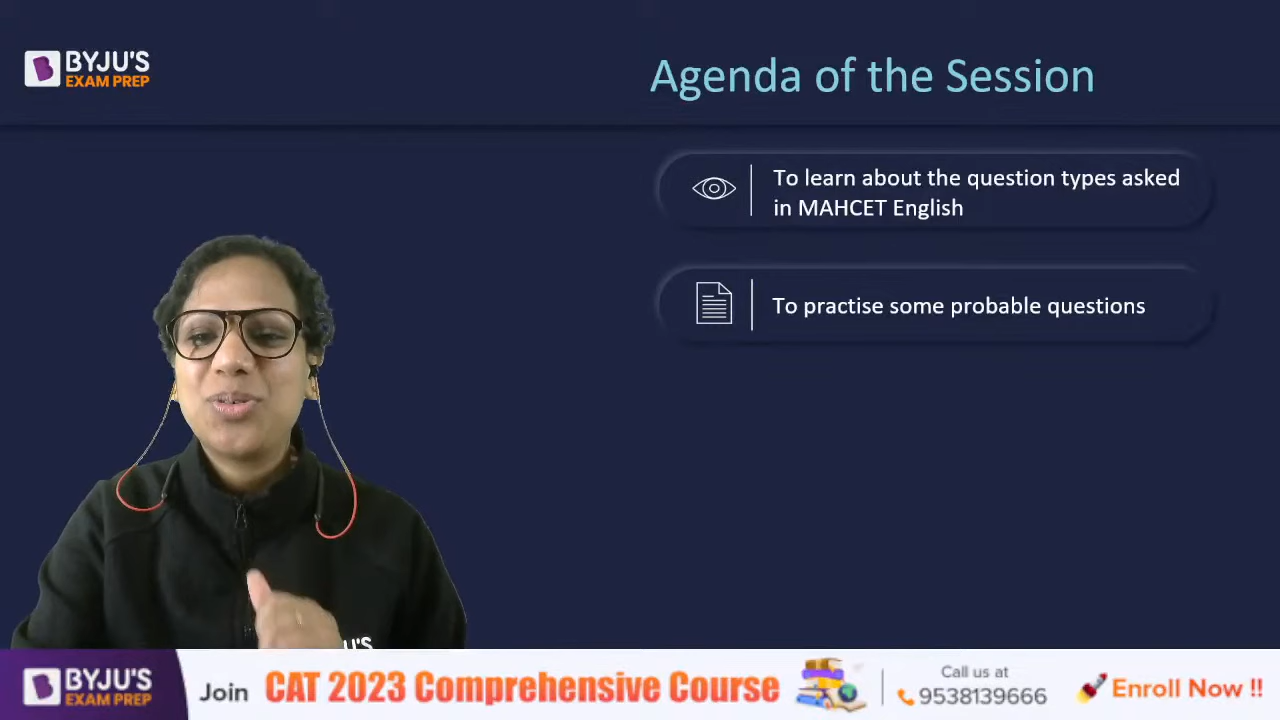 BYJU'S
EXAM PREP
Agenda of the Session
To learn about the question types asked
in MAHCET English
To practise some probable questions
U'S
BYJU'S
EXAM PREP
Join CAT 2023 Comprehensive Course
Call us at
9538139666
Enroll Now !!